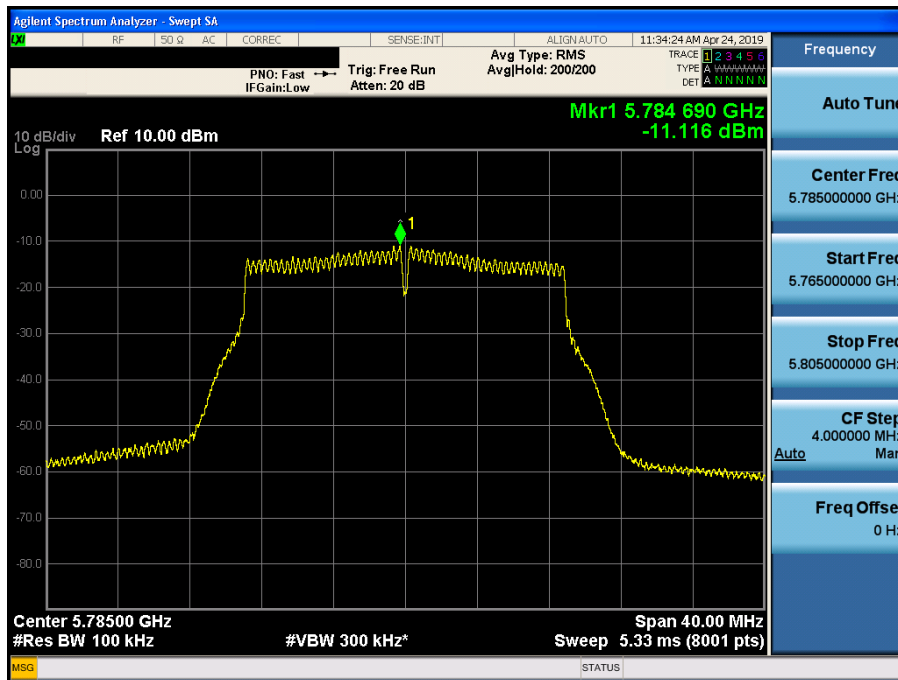 Agilent Spectrum Analyzer - Swept SA
LXI RF 50 Ω AC CORREC SENSE:INT ALIGN AUTO 11:34:24 AM Apr 24, 2019
Frequency
PNO: Fast
IFGain:Low
Trig: Free Run
Atten: 20 dB
Avg Type: RMS
Avg|Hold: 200/200
TRACE 1 2 3 4 5 6
TYPE A
DET A N N N N N
Auto Tune
Mkr1 5.784 690 GHz
-11.116 dBm
10 dB/div
Log
Ref 10.00 dBm
1
0.00
-10.0
-20.0
-30.0
-40.0
-50.0
-60.0
-70.0
-80.0
Center Freq
5.785000000 GHz
Start Freq
5.765000000 GHz
Stop Freq
5.805000000 GHz
CF Step
4.000000 MHz
Auto Man
Freq Offset
0 Hz
Center 5.78500 GHz
Span 40.00 MHz
#Res BW 100 kHz
#VBW 300 kHz*
Sweep 5.33 ms (8001 pts)
MSG
STATUS